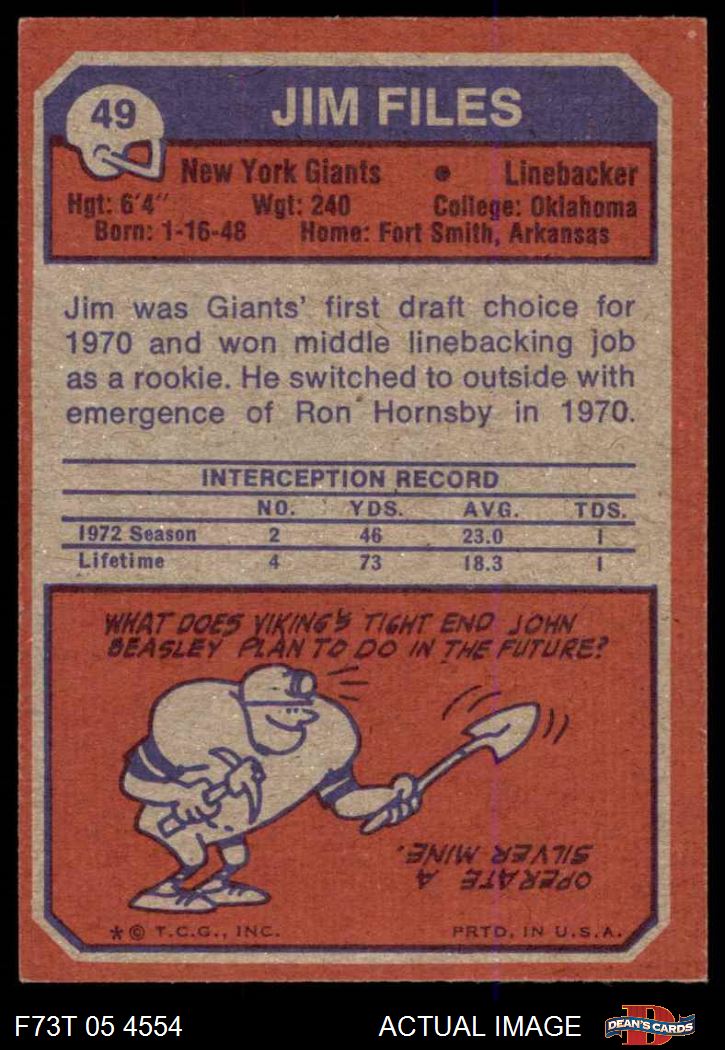 49
JIM FILES
New York Giants • Linebacker
Hgt: 6'4" Wgt: 240 College: Oklahoma
Born: 1-16-48 Home: Fort Smith, Arkansas
Jim was Giants' first draft choice for
1970 and won middle linebacking job
as a rookie. He switched to outside with
emergence of Ron Hornsby in 1970.
INTERCEPTION RECORD
NO. YDS. AVG. TDS.
1972 Season 2 46 23.0 1
Lifetime 4 73 18.3 1
WHAT DOES VIKING'S TIGHT END JOHN
BEASLEY PLAN TO DO IN THE FUTURE?
OPERATE A
SILVER MINE.
* © T.C.G., INC. PRTD. IN U.S.A.
F73T 05 4554 ACTUAL IMAGE
D
DEAN'S CARDS